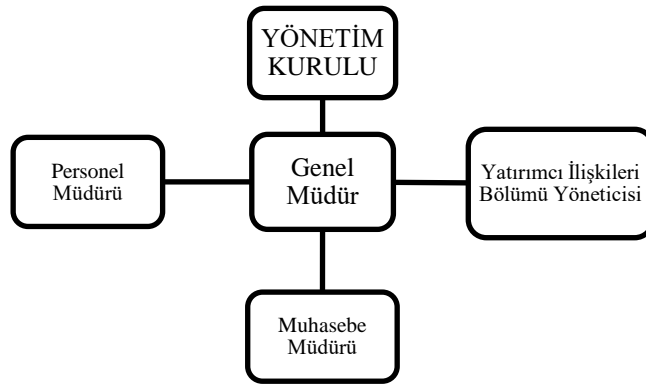 YÖNETİM
KURULU
Personel
Müdürü
Genel
Müdür
Yatırımcı İlişkileri
Bölümü Yöneticisi
Muhasebe
Müdürü